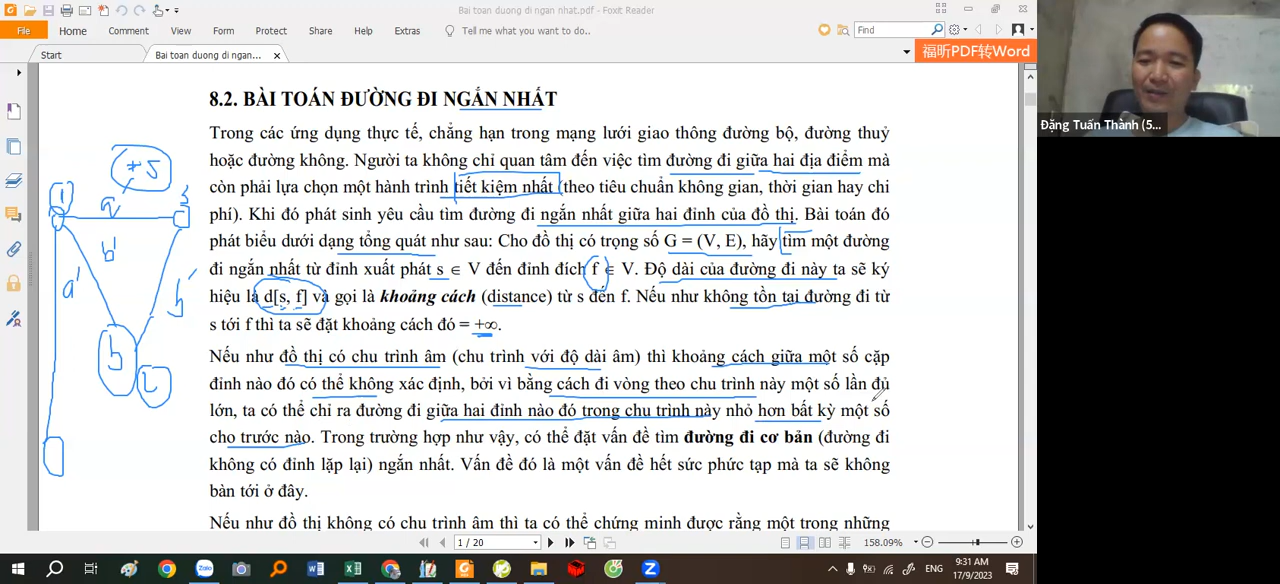 Bai toan duong di ngan nhat.pdf - Foxit Reader
File Home Comment View Form Protect Share Help Extras Tell me what you want to do.. Find
Start Bai toan duong di ngan... 福昕PDF转Word
8.2. BÀI TOÁN ĐƯỜNG ĐI NGẮN NHẤT
Trong các ứng dụng thực tế, chẳng hạn trong mạng lưới giao thông đường bộ, đường thuỷ
hoặc đường không. Người ta không chỉ quan tâm đến việc tìm đường đi giữa hai địa điểm mà
còn phải lựa chọn một hành trình tiết kiệm nhất (theo tiêu chuẩn không gian, thời gian hay chi
phí). Khi đó phát sinh yêu cầu tìm đường đi ngắn nhất giữa hai đỉnh của đồ thị. Bài toán đó
phát biểu dưới dạng tổng quát như sau: Cho đồ thị có trọng số G = (V, E), hãy tìm một đường
đi ngắn nhất từ đỉnh xuất phát s ∈ V đến đỉnh đích f ∈ V. Độ dài của đường đi này ta sẽ ký
hiệu là d[s, f] và gọi là khoảng cách (distance) từ s đến f. Nếu như không tồn tại đường đi từ
s tới f thì ta sẽ đặt khoảng cách đó = +∞.
Nếu như đồ thị có chu trình âm (chu trình với độ dài âm) thì khoảng cách giữa một số cặp
đỉnh nào đó có thể không xác định, bởi vì bằng cách đi vòng theo chu trình này một số lần đủ
lớn, ta có thể chỉ ra đường đi giữa hai đỉnh nào đó trong chu trình này nhỏ hơn bất kỳ một số
cho trước nào. Trong trường hợp như vậy, có thể đặt vấn đề tìm đường đi cơ bản (đường đi
không có đỉnh lặp lại) ngắn nhất. Vấn đề đó là một vấn đề hết sức phức tạp mà ta sẽ không
bàn tới ở đây.
Nếu như đồ thị không có chu trình âm thì ta có thể chứng minh được rằng một trong những
+5
1
a
b'
a'
h'
b
Đặng Tuấn Thành (5...
1 / 20
158.09%
Zalo
ENG
9:31 AM
17/9/2023